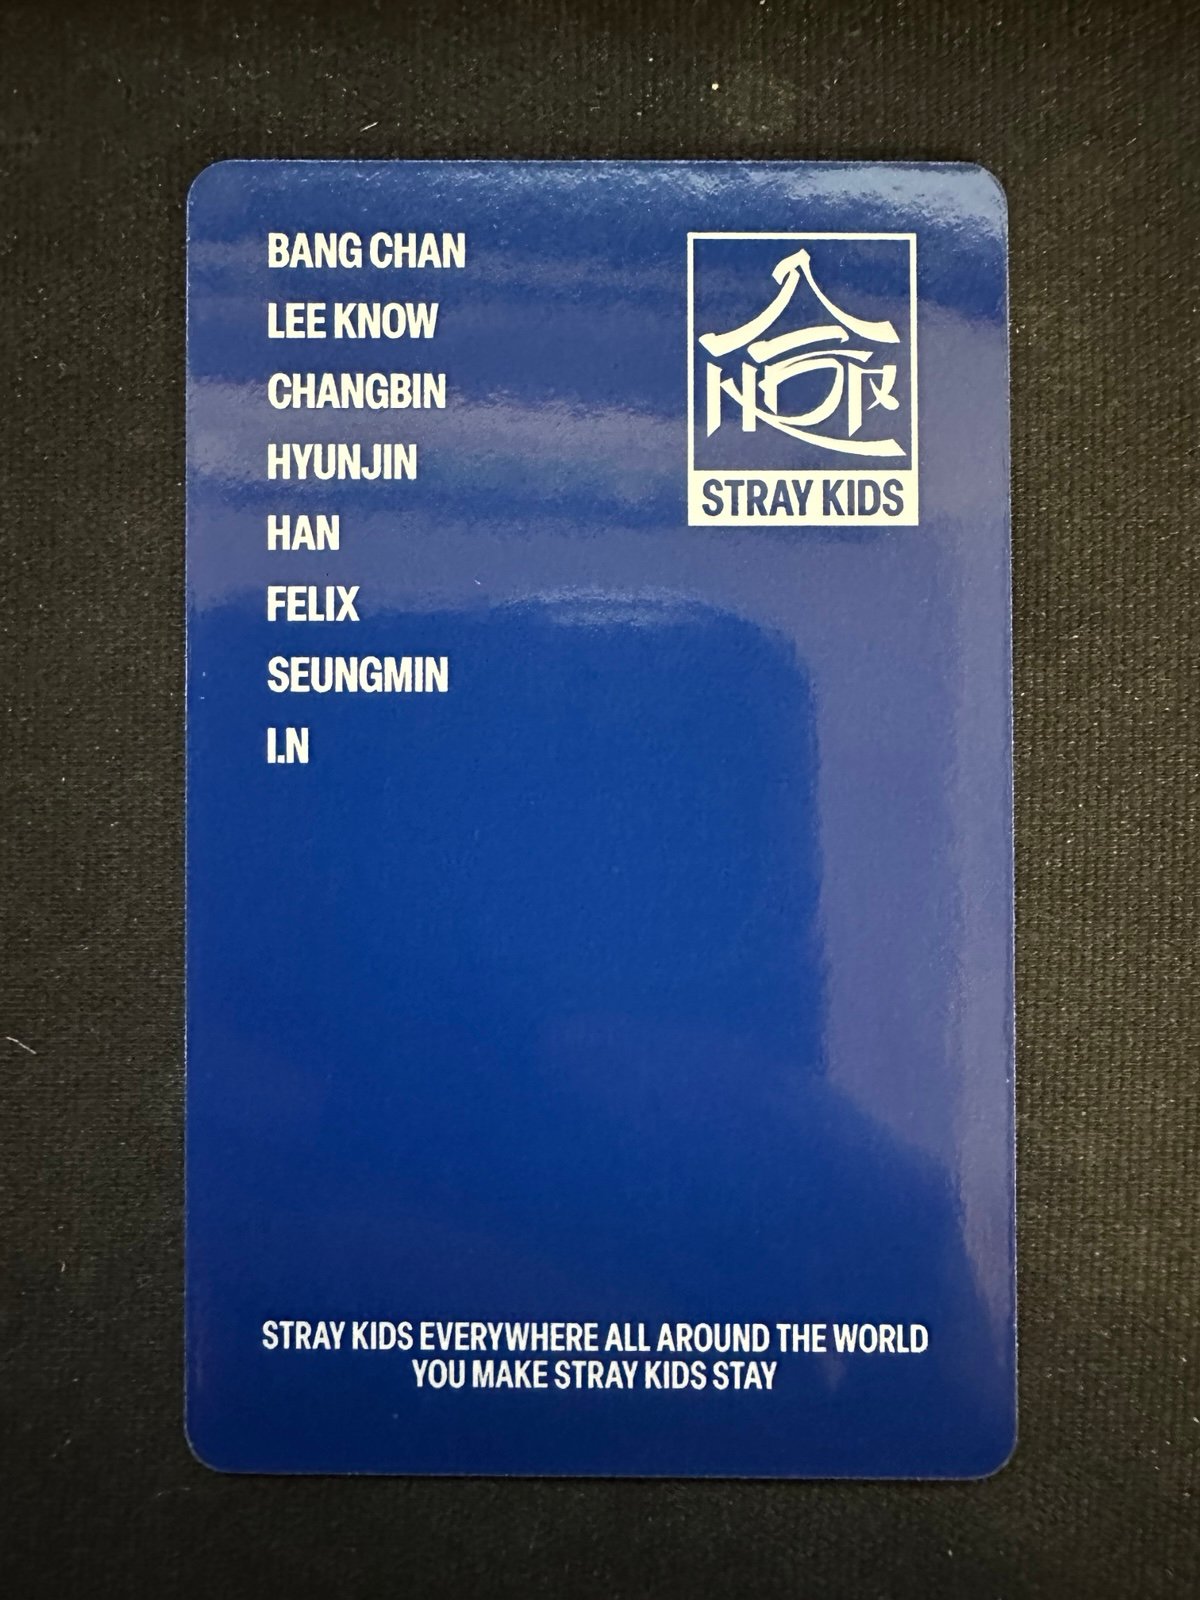 BANG CHAN
LEE KNOW
CHANGBIN
HYUNJIN
HAN
FELIX
SEUNGMIN
I.N
STRAY KIDS
STRAY KIDS EVERYWHERE ALL AROUND THE WORLD
YOU MAKE STRAY KIDS STAY